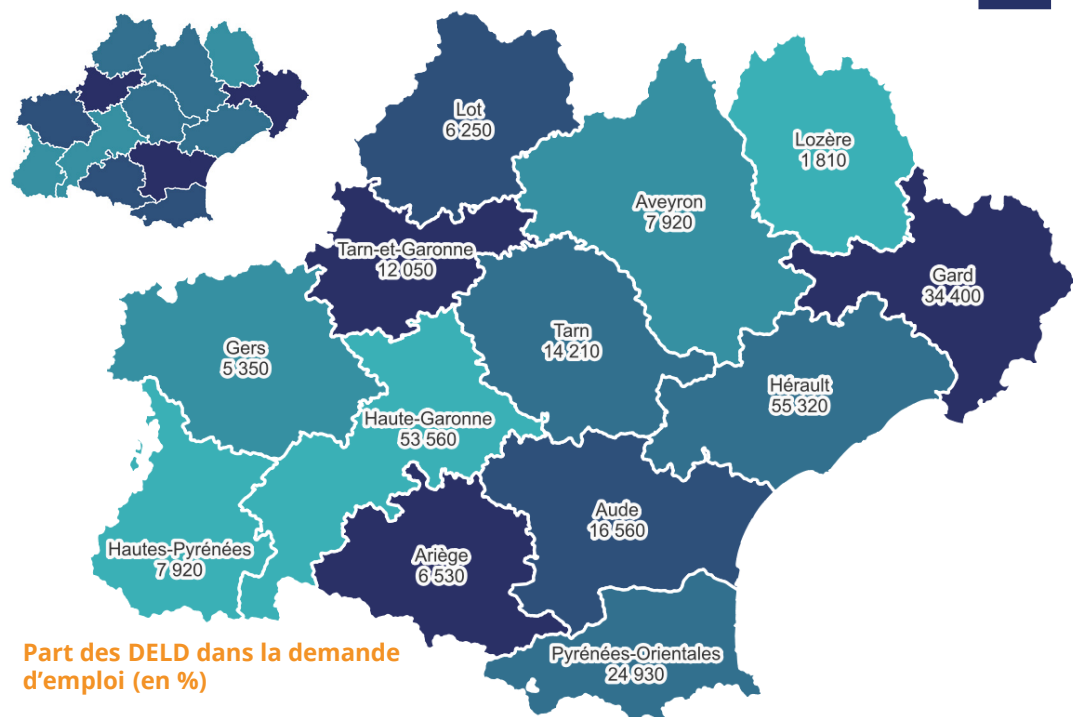 Lot
6 250
Lozère
1 810
Aveyron
7 920
Tarn-et-Garonne
12 050
Gard
34 400
Tarn
14 210
Gers
5 350
Hérault
55 320
Haute-Garonne
53 560
Aude
16 560
Hautes-Pyrénées
7 920
Ariège
6 530
Pyrénées-Orientales
24 930
Part des DELD dans la demande
d’emploi (en %)